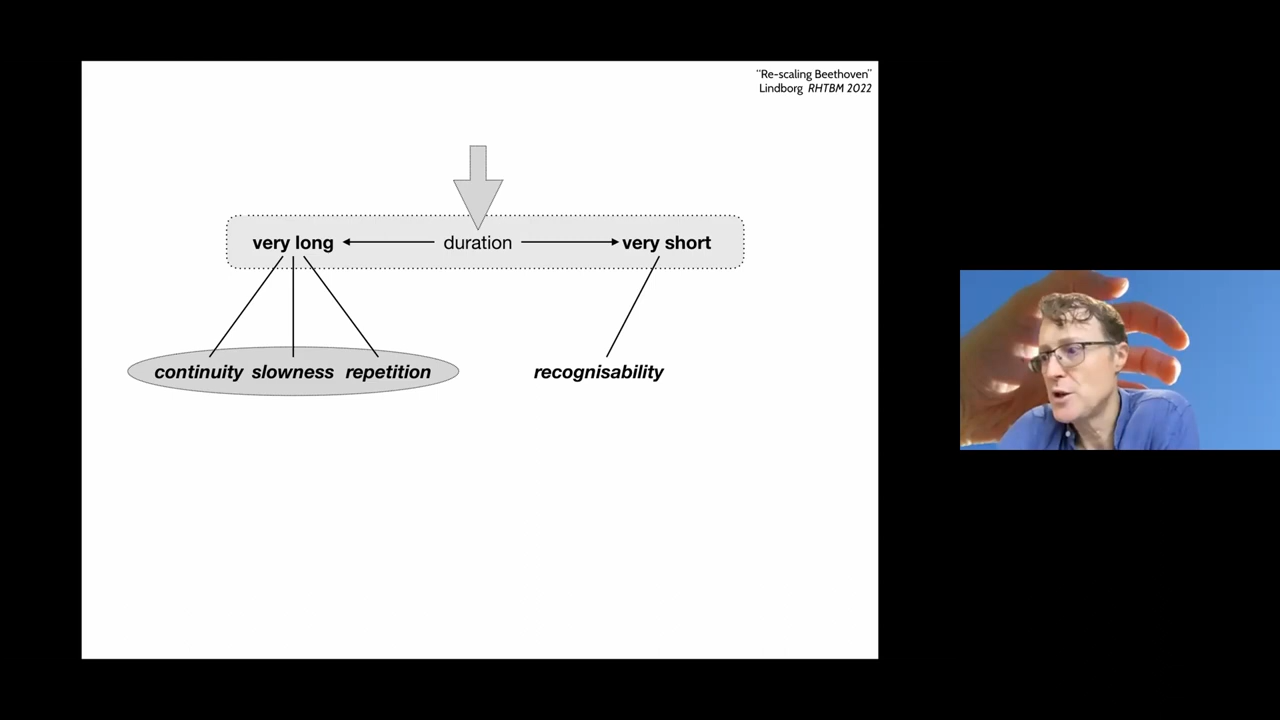 "Re-scaling Beethoven"
Lindborg RHTBM 2022
very long duration very short
continuity slowness repetition recognisability